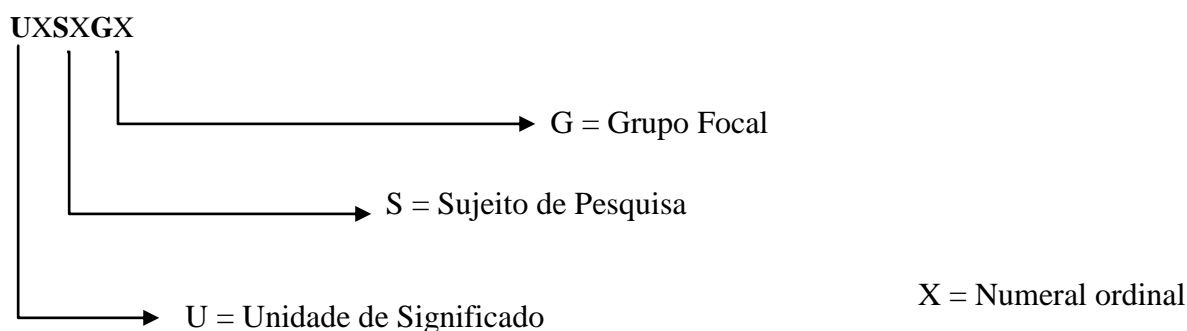 UXSXGX
G = Grupo Focal
S = Sujeito de Pesquisa
X = Numeral ordinal
U = Unidade de Significado